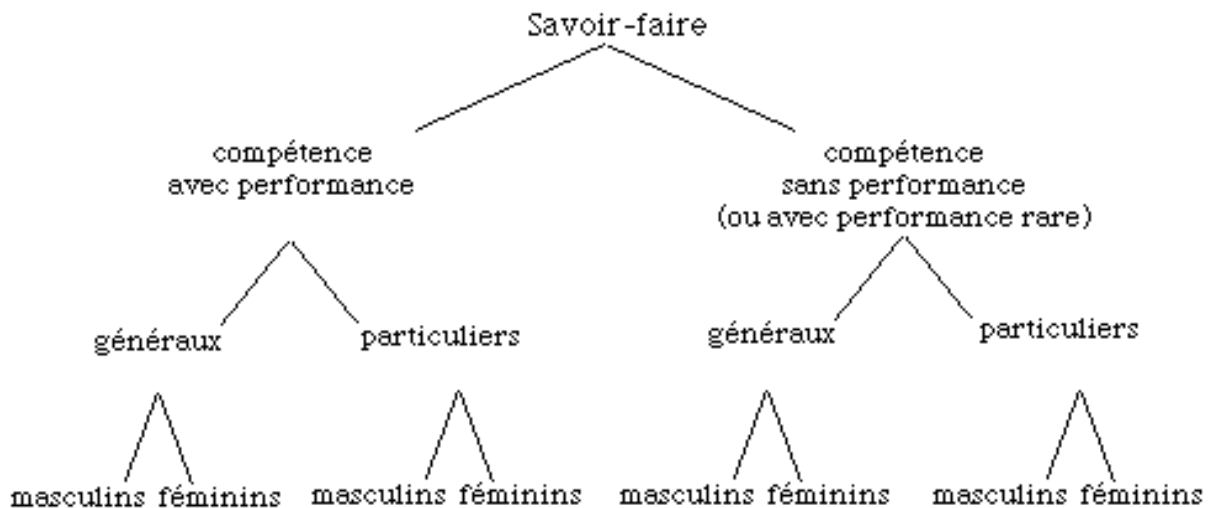 Savoir-faire
compétence
avec performance
compétence
sans performance
(ou avec performance rare)
généraux
particuliers
généraux
particuliers
masculins féminins
masculins féminins
masculins féminins
masculins féminins